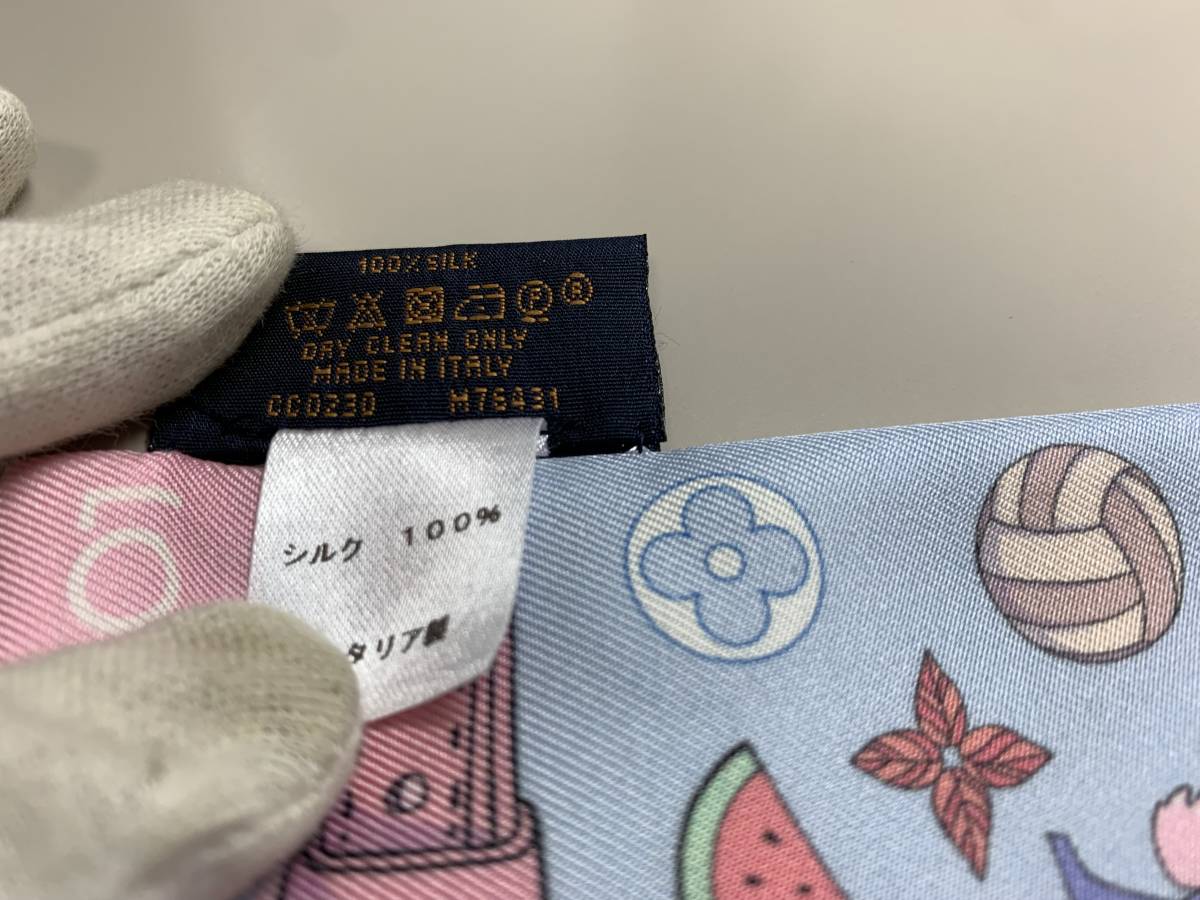 100% SILK
P R
DRY CLEAN ONLY
MADE IN ITALY
CC0230 M76431
シルク 100%
タリア製